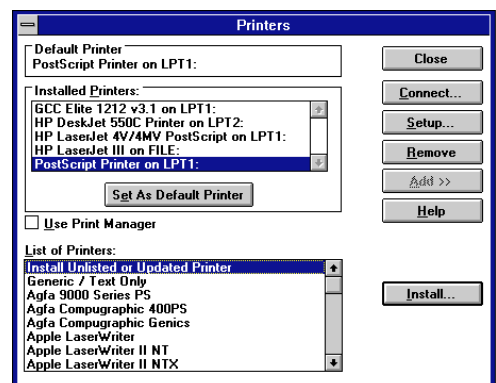 Printers
Default Printer
PostScript Printer on LPT1:
Installed Printers:
GCC Elite 1212 v3.1 on LPT1:
HP DeskJet 550C Printer on LPT2:
HP LaserJet 4V/4MV PostScript on LPT1:
HP LaserJet III on FILE:
PostScript Printer on LPT1:
Set As Default Printer
Use Print Manager
List of Printers:
Install Unlisted or Updated Printer
Generic / Text Only
Agfa 9000 Series PS
Agfa Compugraphic 400PS
Agfa Compugraphic Genics
Apple LaserWriter
Apple LaserWriter II NT
Apple LaserWriter II NTX
Close
Connect...
Setup...
Remove
Add >>
Help
Install...